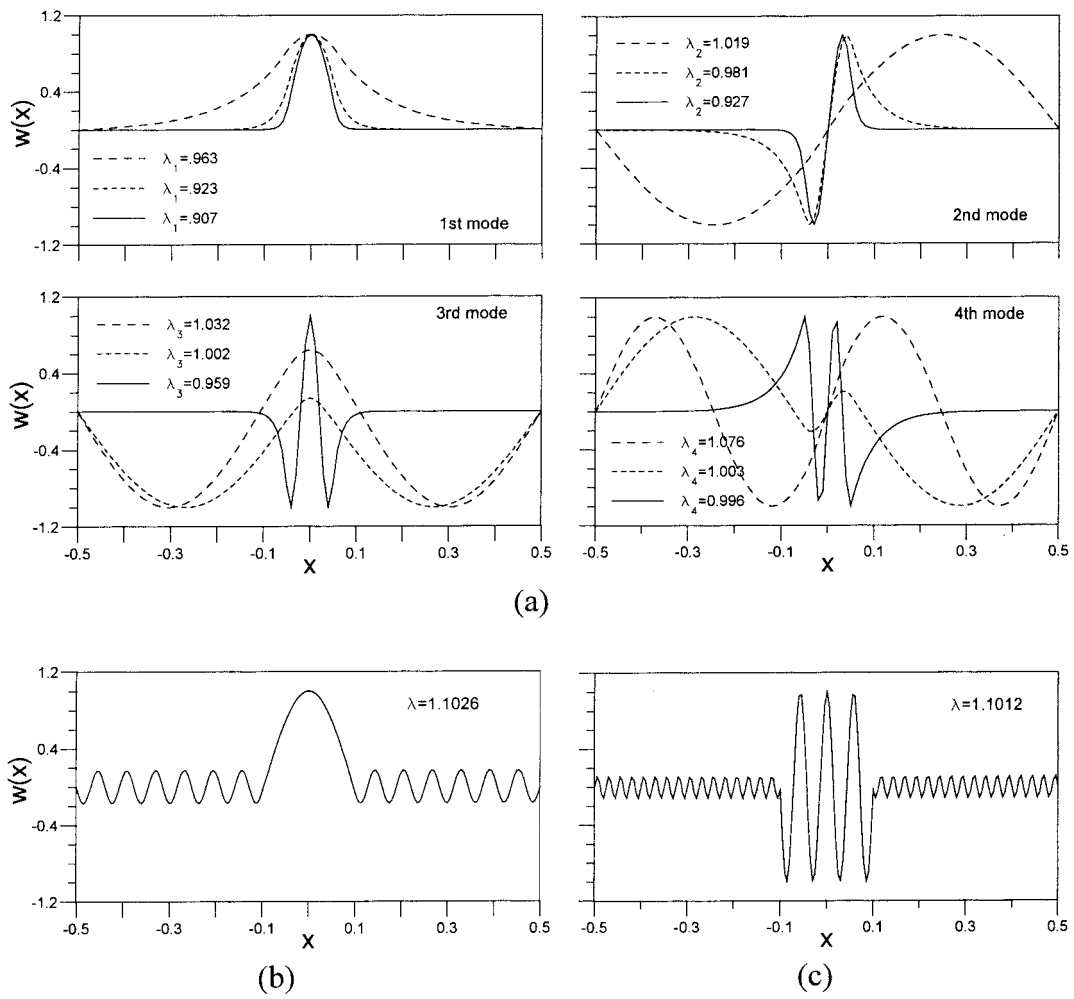 1.2
0.4
-0.4
-1.2
w(x)
λ₁=.963
λ₁=.923
λ₁=.907
1st mode
λ₂=1.019
λ₂=0.981
λ₂=0.927
2nd mode
1.2
0.4
-0.4
-1.2
w(x)
λ₃=1.032
λ₃=1.002
λ₃=0.959
3rd mode
-0.5 -0.3 -0.1 0.1 0.3 0.5
x
4th mode
λ₄=1.076
λ₄=1.003
λ₄=0.996
-0.5 -0.3 -0.1 0.1 0.3 0.5
x
(a)
1.2
0.4
-0.4
-1.2
w(x)
λ=1.1026
-0.5 -0.3 -0.1 0.1 0.3 0.5
x
(b)
λ=1.1012
-0.5 -0.3 -0.1 0.1 0.3 0.5
x
(c)